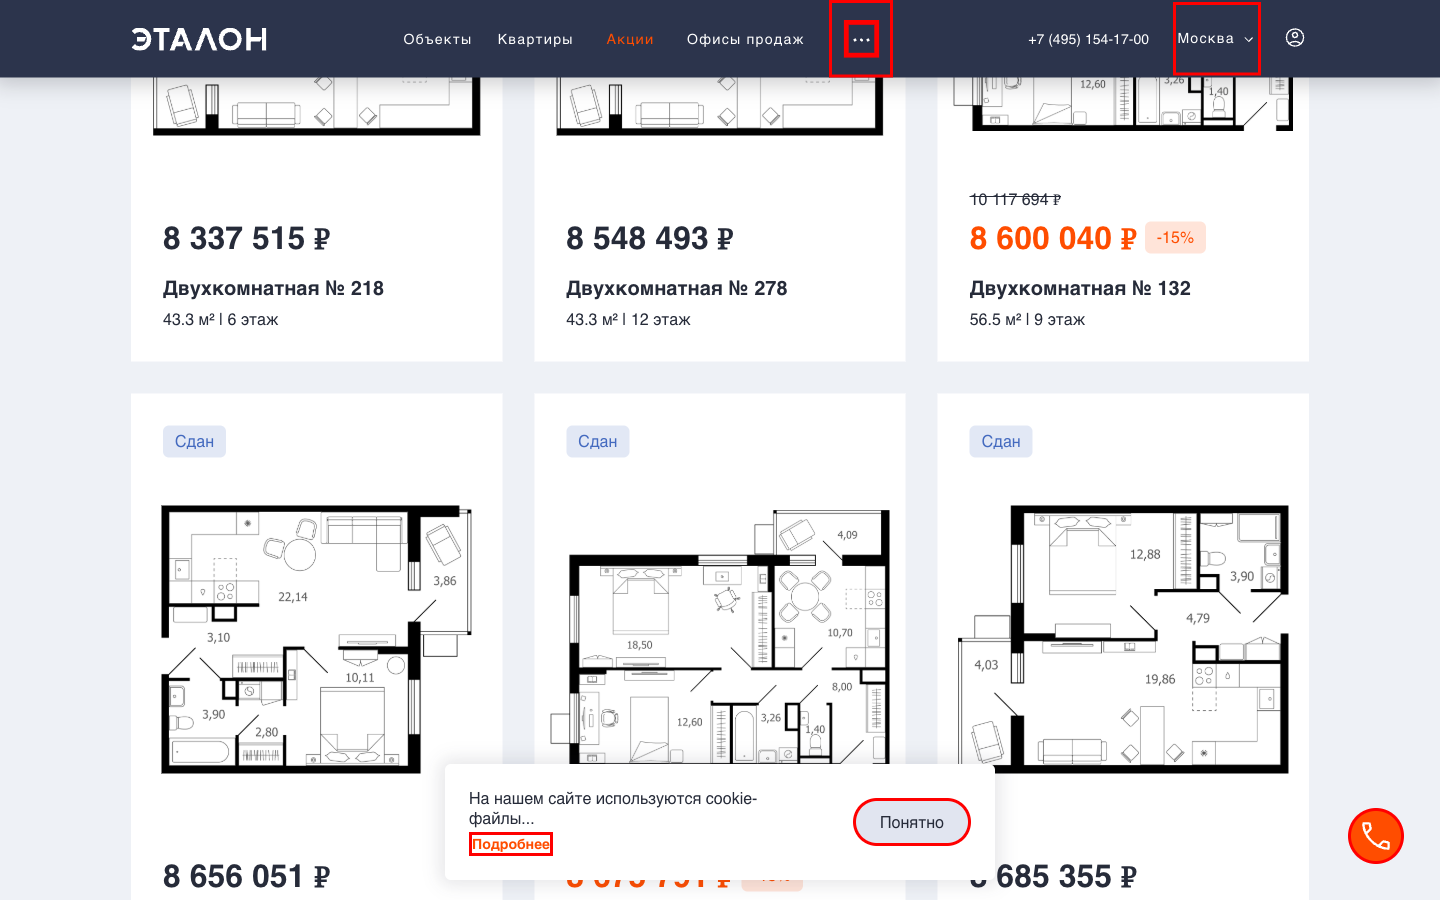 ЭТАЛОН
Объекты Квартиры Акции Офисы продаж ... +7 (495) 154-17-00 Москва
12,60 3,26 1,40
10 117 694 ₽
8 337 515 ₽ 8 548 493 ₽ 8 600 040 ₽ -15%
Двухкомнатная № 218 Двухкомнатная № 278 Двухкомнатная № 132
43.3 м² | 6 этаж 43.3 м² | 12 этаж 56.5 м² | 9 этаж
Сдан Сдан Сдан
22,14
3,86
3,10
10,11
3,90
2,80
4,09
18,50
10,70
8,00
12,60
3,26
1,40
12,88
3,90
4,79
4,03
19,86
На нашем сайте используются cookie-
файлы...
Подробнее
Понятно
8 656 051 ₽ 685 355 ₽